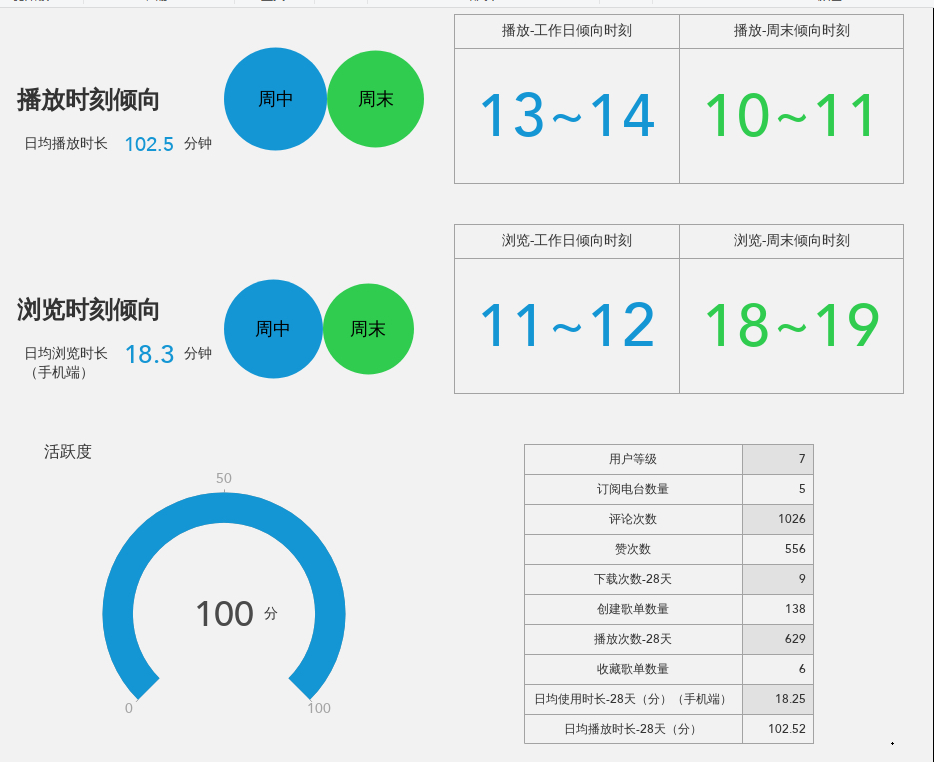 播放时刻倾向
日均播放时长 102.5 分钟
周中 周末
播放-工作日倾向时刻 播放-周末倾向时刻
13~14 10~11
浏览时刻倾向
日均浏览时长 18.3 分钟
（手机端）
周中 周末
浏览-工作日倾向时刻 浏览-周末倾向时刻
11~12 18~19
活跃度
50
100 分
0 100
用户等级 7
订阅电台数量 5
评论次数 1026
赞次数 556
下载次数-28天 9
创建歌单数量 138
播放次数-28天 629
收藏歌单数量 6
日均使用时长-28天（分）（手机端） 18.25
日均播放时长-28天（分） 102.52